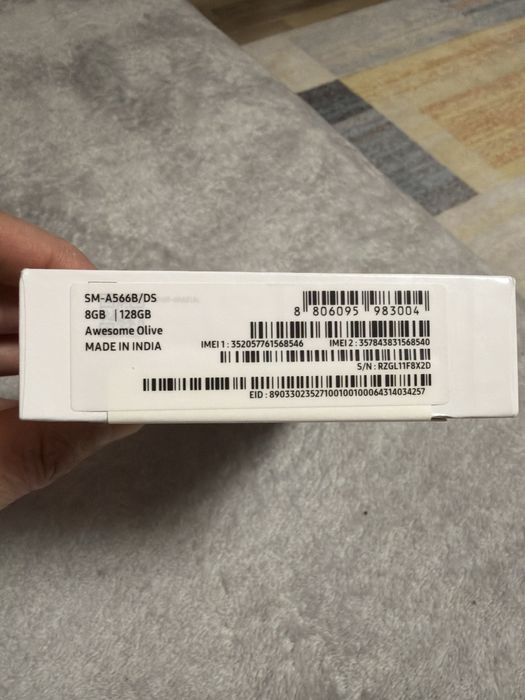 SM-A566B/DS
8GB | 128GB
Awesome Olive
MADE IN INDIA
8 806095 983004
IMEI 1 : 352057761568546 IMEI 2 : 357843831568540
S/N : RZGL11F8X2D
EID : 89033023527100100100064314034257